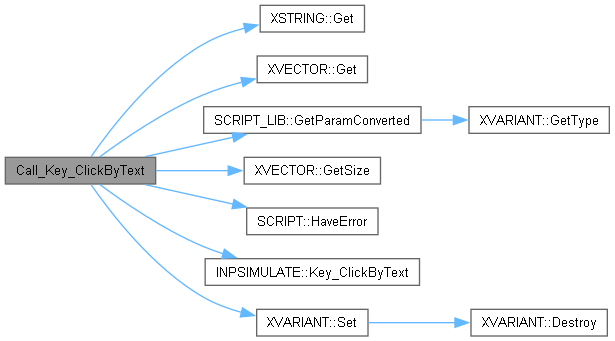 XSTRING::Get
XVECTOR::Get
SCRIPT_LIB::GetParamConverted
XVARIANT::GetType
Call_Key_ClickByText
XVECTOR::GetSize
SCRIPT::HaveError
INPSIMULATE::Key_ClickByText
XVARIANT::Set
XVARIANT::Destroy